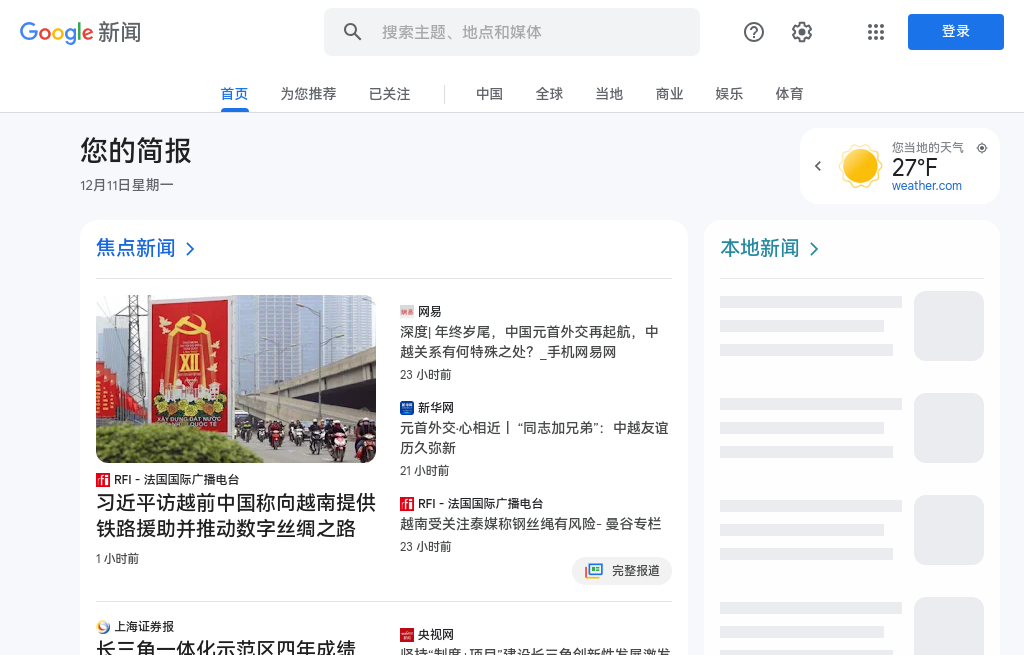 Google 新闻
搜索主题、地点和媒体
登录
首页
为您推荐
已关注
中国
全球
当地
商业
娱乐
体育
您的简报
12月11日星期一
您当地的天气
27°F
weather.com
焦点新闻
本地新闻
XII
XÂY DỰNG ĐẤT NƯỚC
RFI - 法国国际广播电台
习近平访越前中国称向越南提供
铁路援助并推动数字丝绸之路
1 小时前
网易
深度| 年终岁尾，中国元首外交再起航，中
越关系有何特殊之处？_手机网易网
23 小时前
新华网
元首外交·心相近丨 “同志加兄弟”：中越友谊
历久弥新
21 小时前
RFI - 法国国际广播电台
越南受关注泰媒称钢丝绳有风险- 曼谷专栏
23 小时前
完整报道
上海证券报
长三角一体化示范区四年成绩
央视网
坚持“制度+项目”建设长三角创新性发展激发